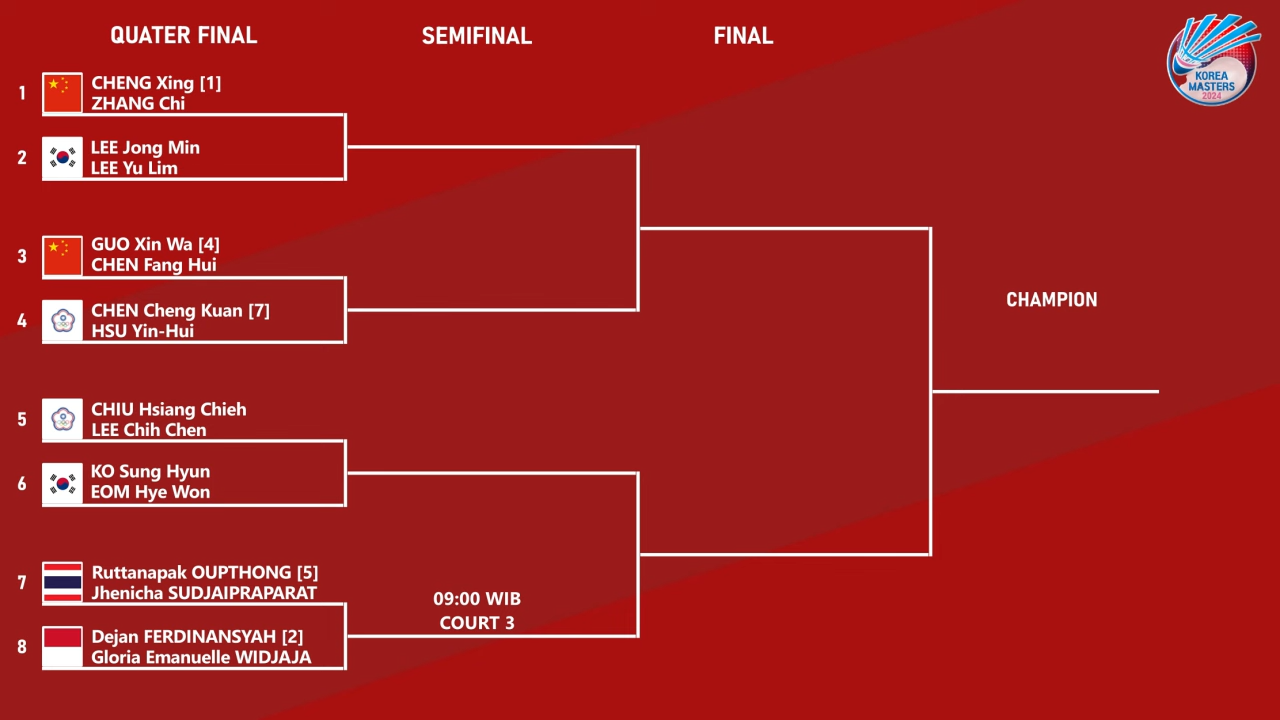 QUATER FINAL
SEMIFINAL
FINAL
KOREA
MASTERS
2024
1
CHENG Xing [1]
ZHANG Chi
2
LEE Jong Min
LEE Yu Lim
3
GUO Xin Wa [4]
CHEN Fang Hui
4
CHEN Cheng Kuan [7]
HSU Yin-Hui
CHAMPION
5
CHIU Hsiang Chieh
LEE Chih Chen
6
KO Sung Hyun
EOM Hye Won
7
Ruttanapak OUPTHONG [5]
Jhenicha SUDJAIPRAPARAT
09:00 WIB
COURT 3
8
Dejan FERDINANSYAH [2]
Gloria Emanuelle WIDJAJA